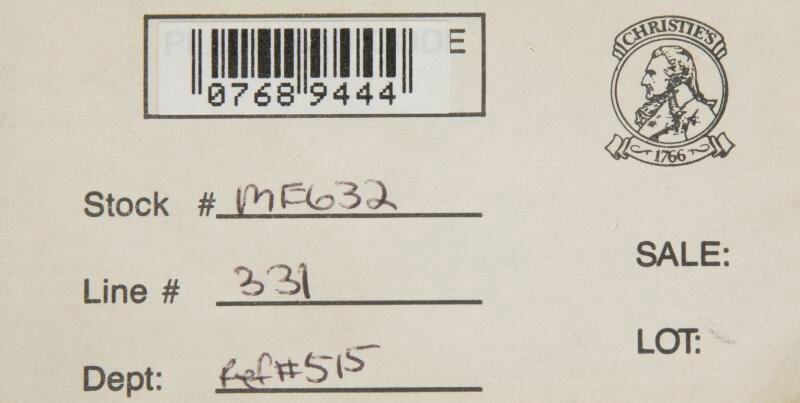 E
0768 9444
CHRISTIE'S
1766
Stock # MF632
Line # 331
Dept: Ref#515
SALE:
LOT: